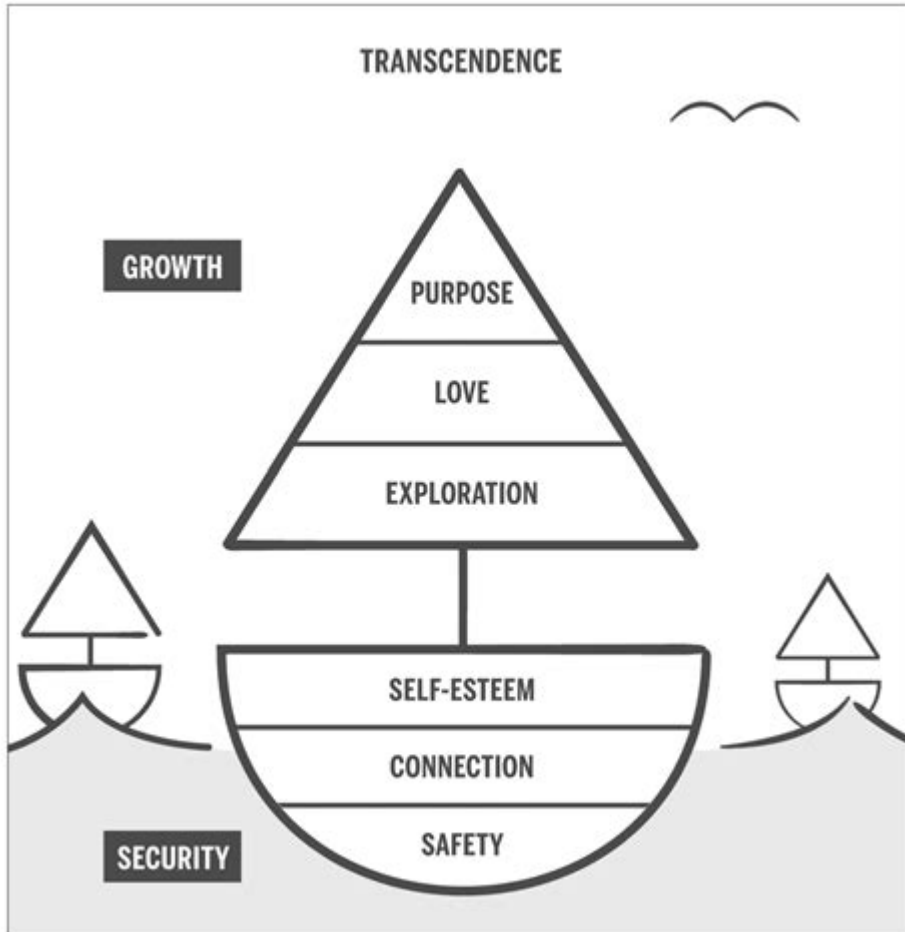 TRANSCENDENCE
GROWTH
PURPOSE
LOVE
EXPLORATION
SELF-ESTEEM
CONNECTION
SAFETY
SECURITY